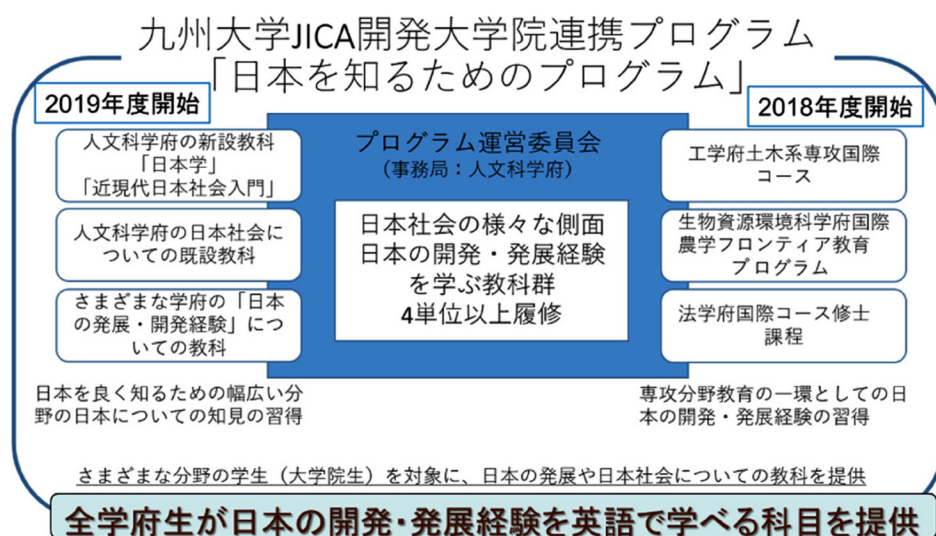 九州大学JICA開発大学院連携プログラム
「日本を知るためのプログラム」
2019年度開始
人文科学府の新設教科
「日本学」
「近現代日本社会入門」
人文科学府の日本社会に
ついての既設教科
さまざまな学府の「日本
の発展・開発経験」につ
いての教科
日本を良く知るための幅広い分
野の日本についての知見の習得
プログラム運営委員会
(事務局：人文科学府)
日本社会の様々な側面
日本の開発・発展経験
を学ぶ教科群
4単位以上履修
2018年度開始
工学府土木系専攻国際
コース
生物資源環境科学府国際
農学フロンティア教育
プログラム
法学府国際コース修士
課程
専攻分野教育の一環としての日
本の開発・発展経験の習得
さまざまな分野の学生（大学院生）を対象に、日本の発展や日本社会についての教科を提供
全学府生が日本の開発･発展経験を英語で学べる科目を提供